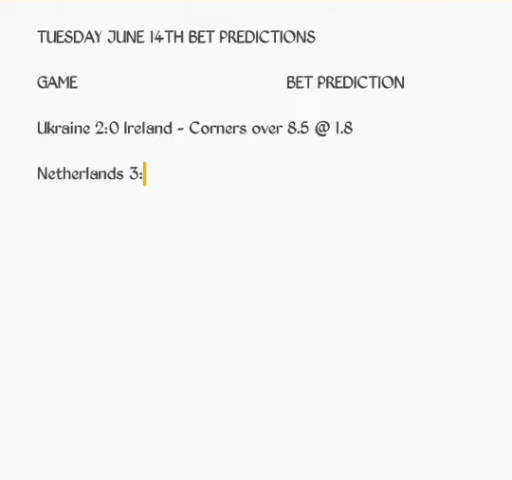 TUESDAY JUNE 14TH BET PREDICTIONS
GAME BET PREDICTION
Ukraine 2:0 Ireland - Corners over 8.5 @ 1.8
Netherlands 3: